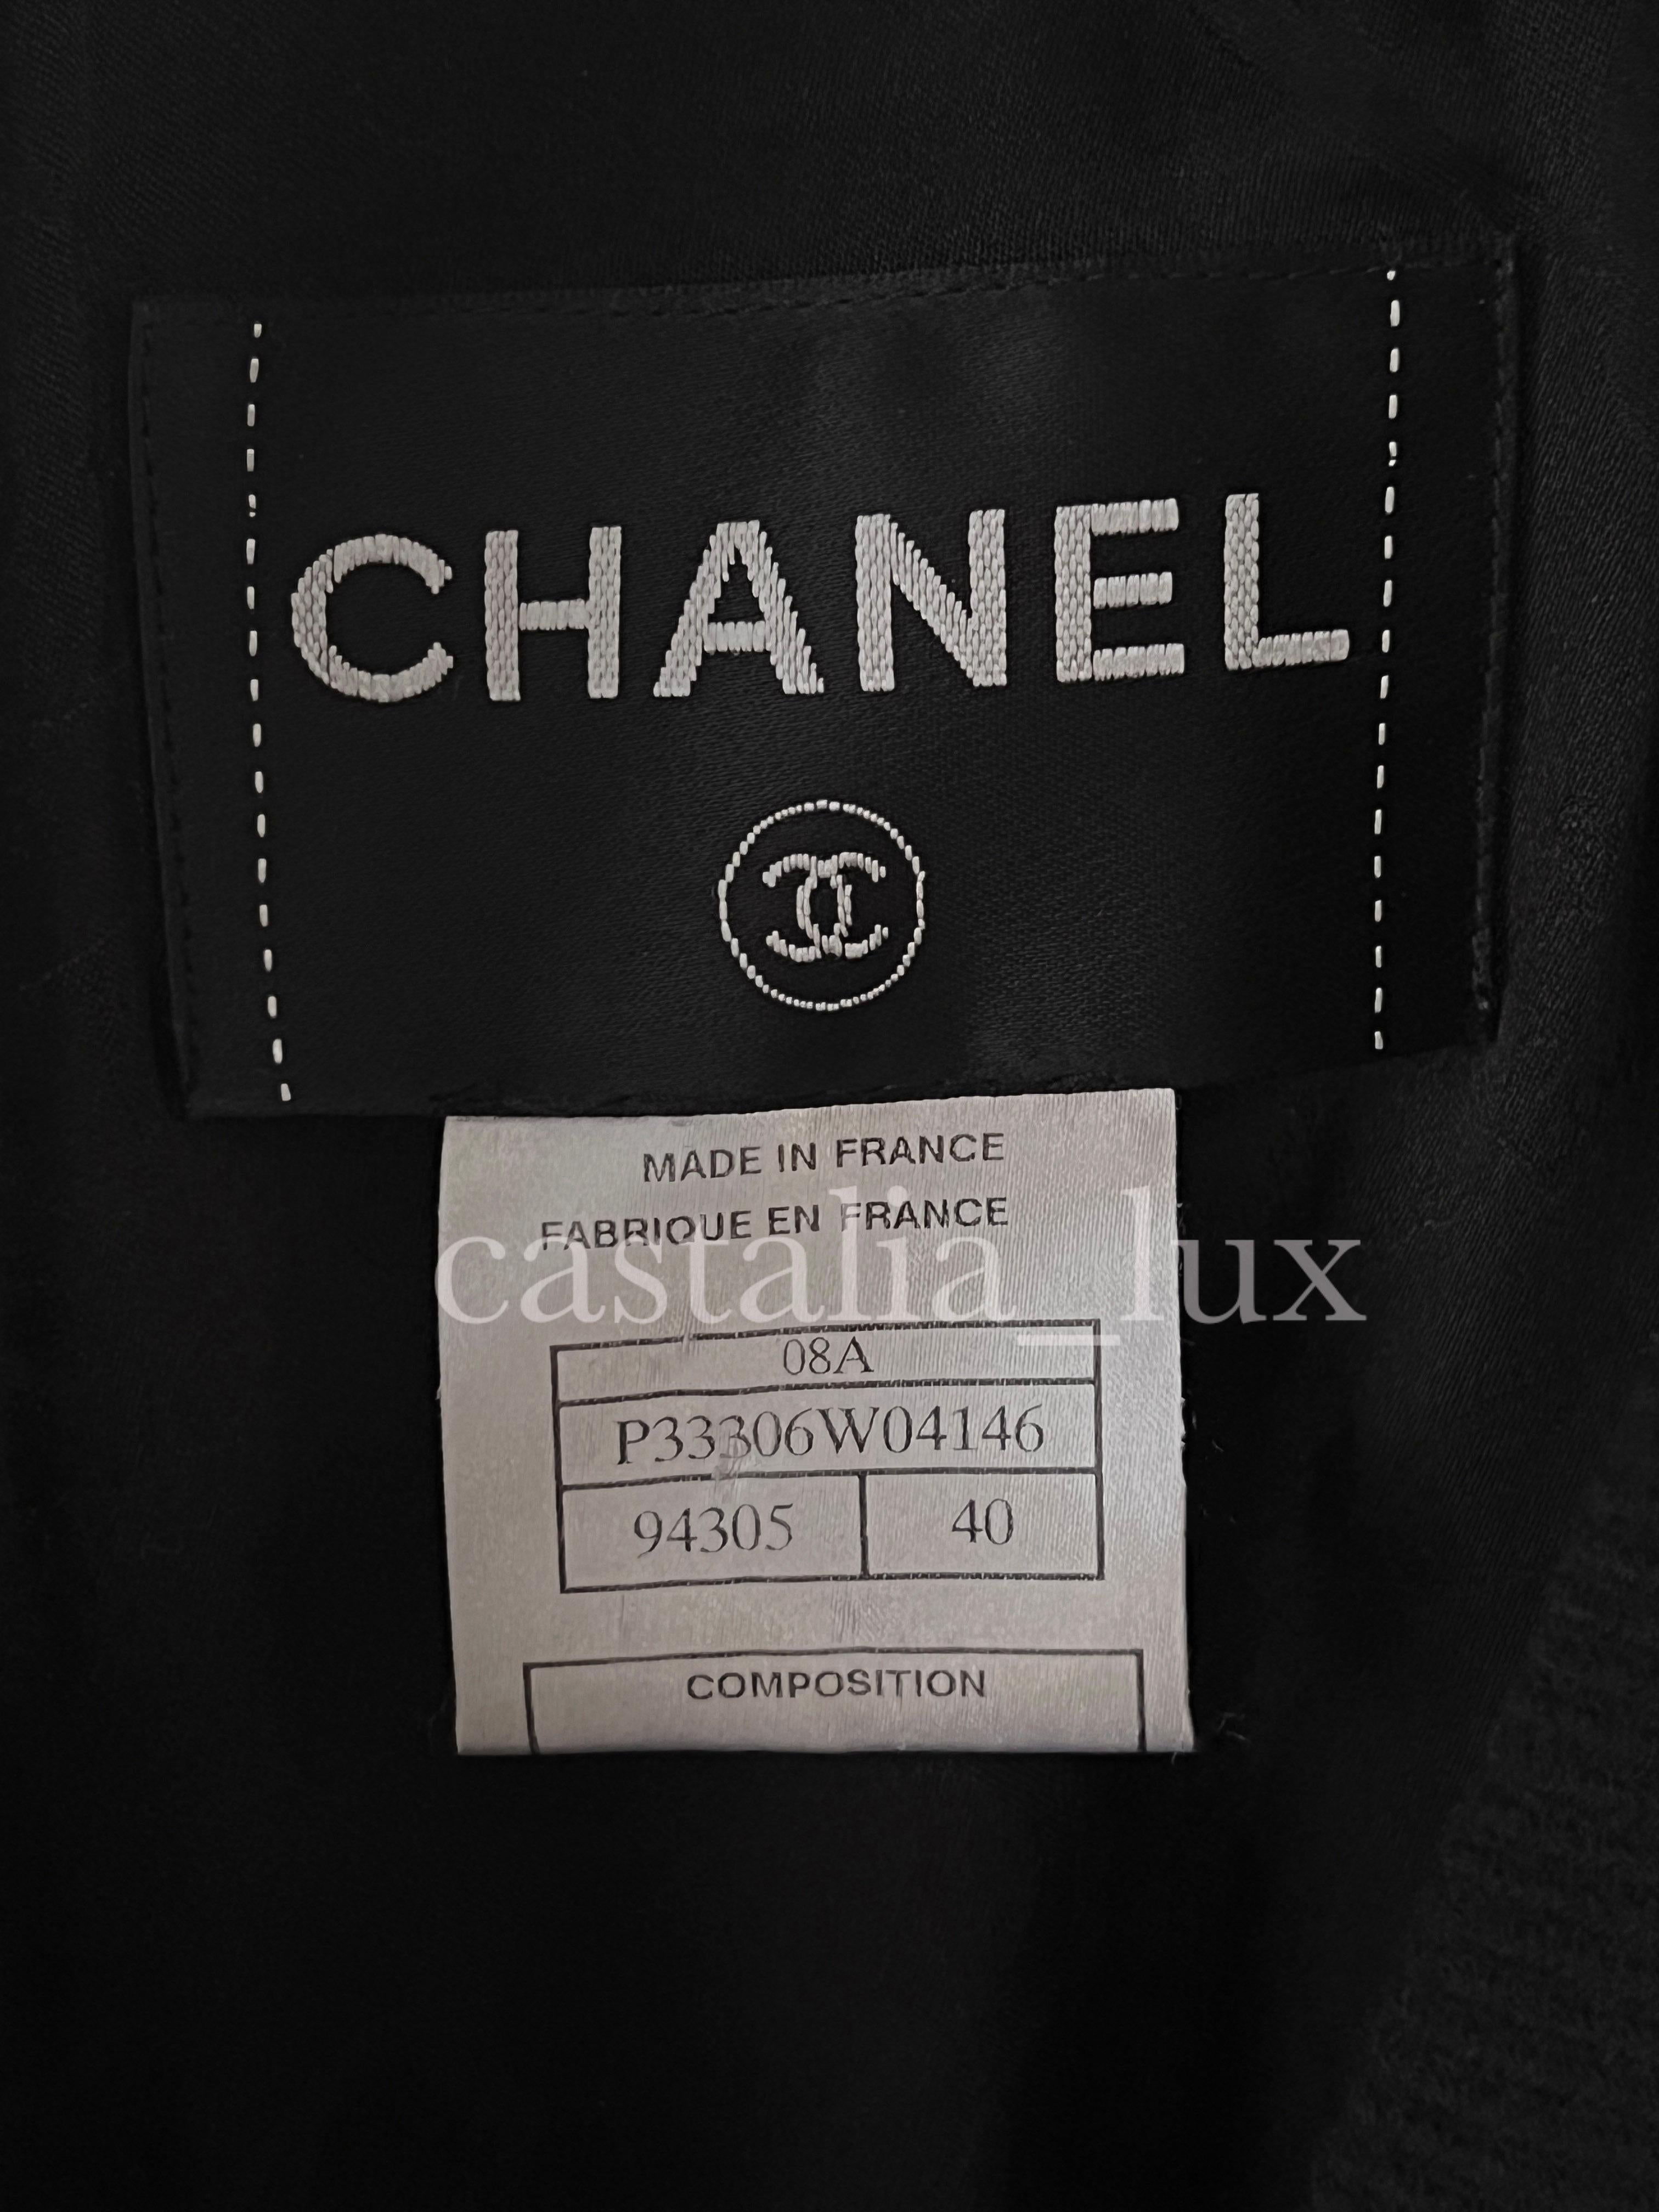 CHANEL
MADE IN FRANCE
FABRIQUE EN FRANCE
castalia_lux
08A
P33306W04146
94305 40
COMPOSITION